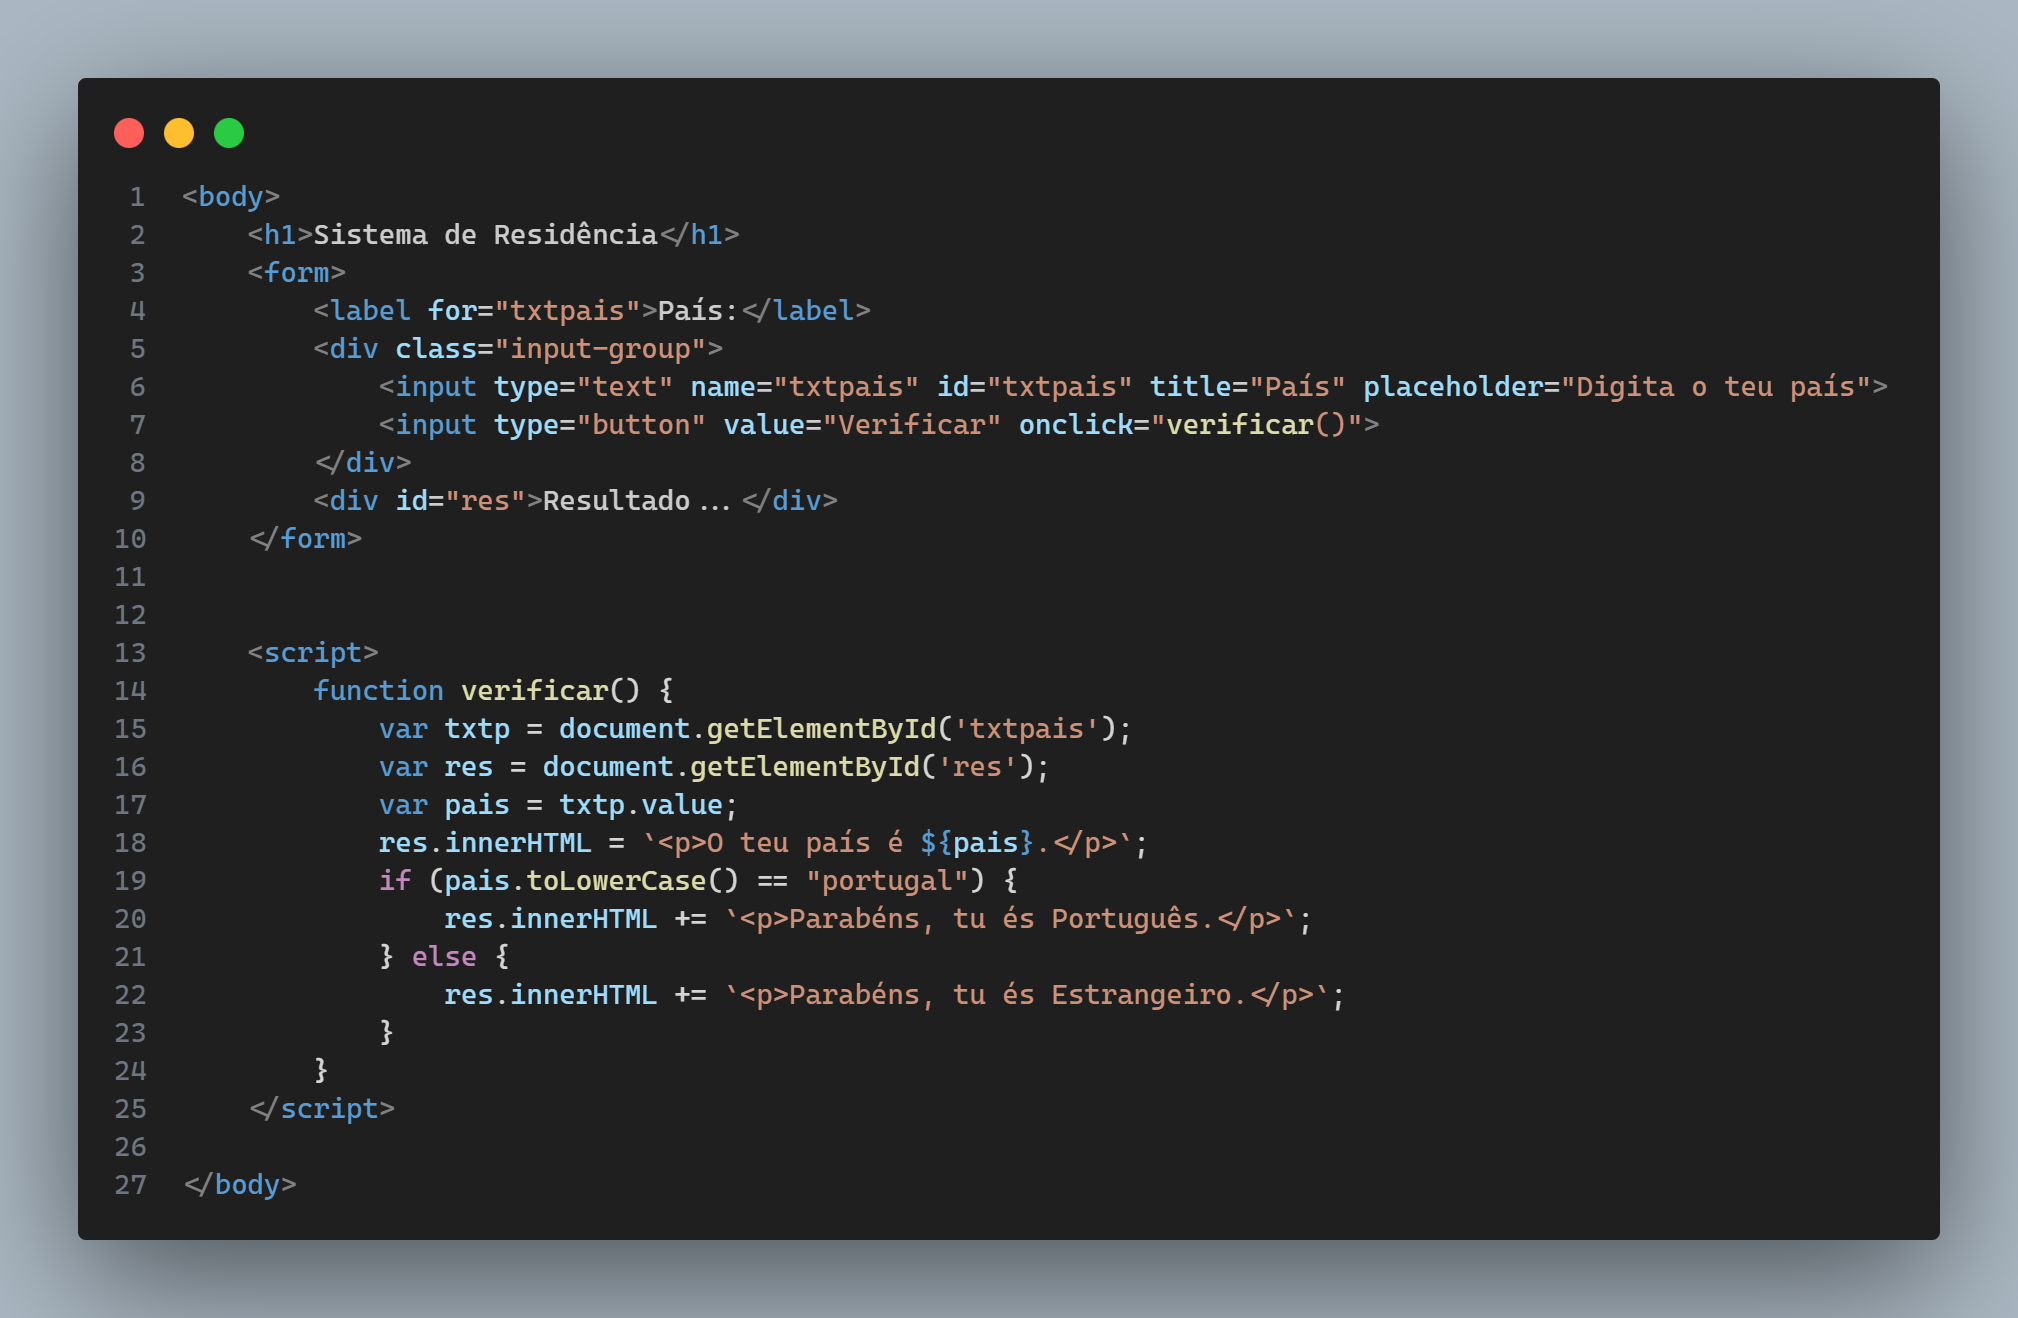 1 <body>
2     <h1>Sistema de Residência</h1>
3     <form>
4         <label for="txtpais">País:</label>
5         <div class="input-group">
6             <input type="text" name="txtpais" id="txtpais" title="País" placeholder="Digita o teu país">
7             <input type="button" value="Verificar" onclick="verificar()">
8         </div>
9         <div id="res">Resultado...</div>
10     </form>
11
12
13     <script>
14         function verificar() {
15             var txtp = document.getElementById('txtpais');
16             var res = document.getElementById('res');
17             var pais = txtp.value;
18             res.innerHTML = `<p>O teu país é ${pais}.</p>`;
19             if (pais.toLowerCase() == "portugal") {
20                 res.innerHTML += `<p>Parabéns, tu és Português.</p>`;
21             } else {
22                 res.innerHTML += `<p>Parabéns, tu és Estrangeiro.</p>`;
23             }
24         }
25     </script>
26
27 </body>